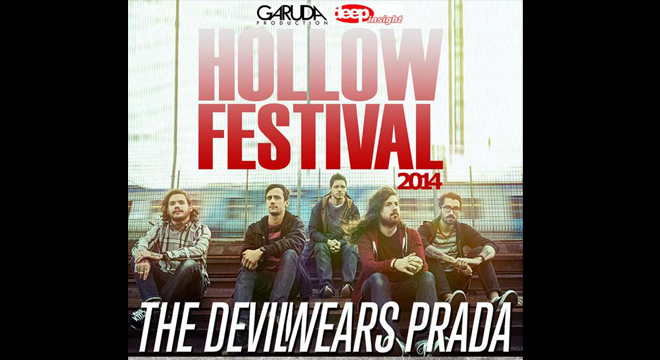 GARUDA
PRODUCTION
deep
insight
HOLLOW
FESTIVAL
2014
THE DEVIL WEARS PRADA